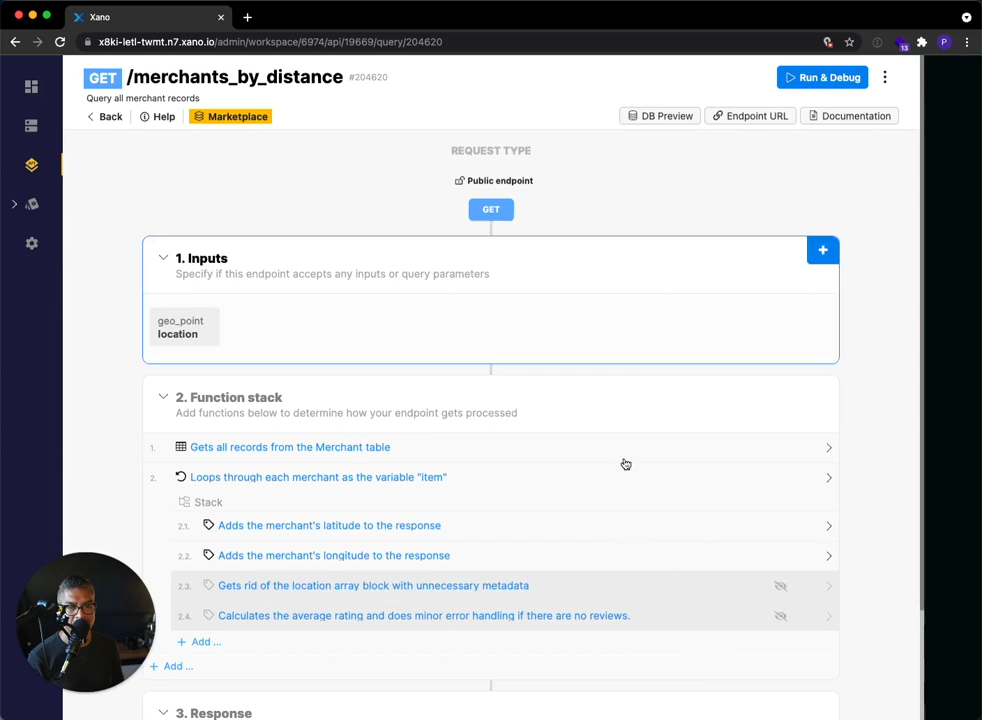 Xano
x8ki-letl-twmt.n7.xano.io/admin/workspace/6974/api/19669/query/204620
13
P
GET /merchants_by_distance #204620
Run & Debug
Query all merchant records
Back
Help
Marketplace
DB Preview
Endpoint URL
Documentation
REQUEST TYPE
Public endpoint
GET
1. Inputs
Specify if this endpoint accepts any inputs or query parameters
geo_point
location
2. Function stack
Add functions below to determine how your endpoint gets processed
1. Gets all records from the Merchant table
2. Loops through each merchant as the variable "item"
Stack
2.1. Adds the merchant's latitude to the response
2.2. Adds the merchant's longitude to the response
2.3. Gets rid of the location array block with unnecessary metadata
2.4. Calculates the average rating and does minor error handling if there are no reviews.
+ Add ...
+ Add ...
3. Response